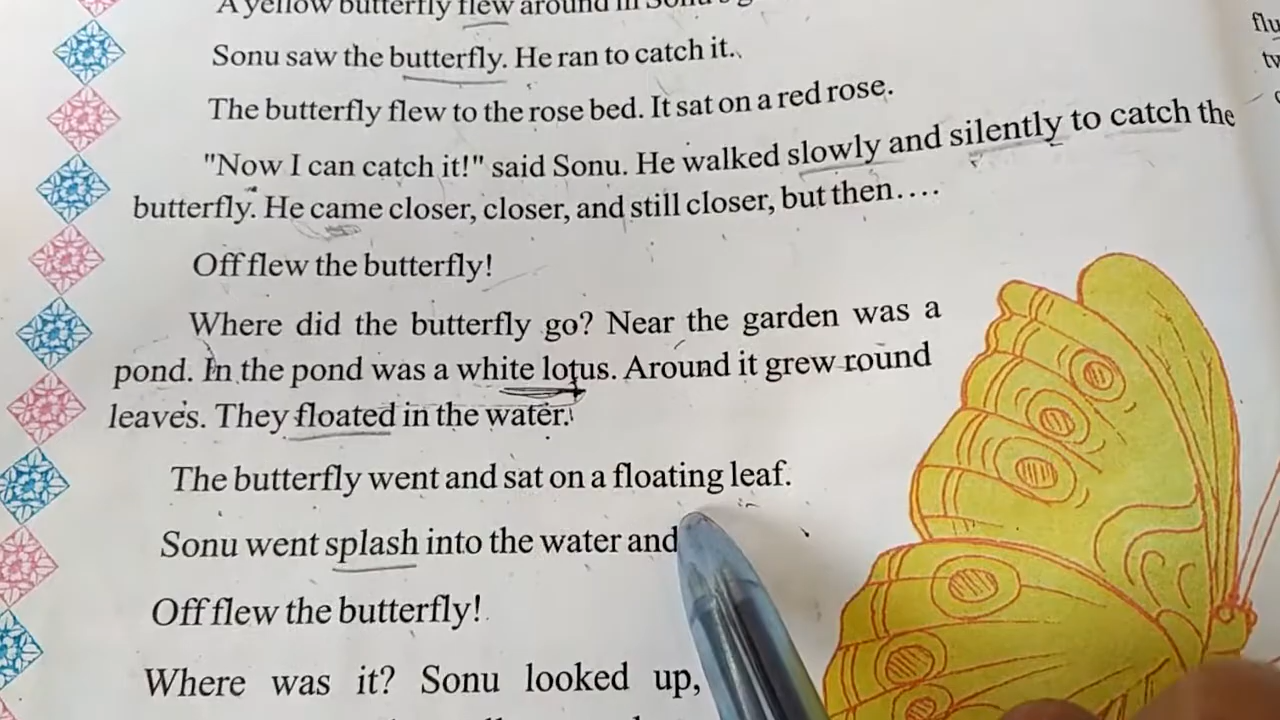 A yellow butterfly flew around in
Sonu saw the butterfly. He ran to catch it.
The butterfly flew to the rose bed. It sat on a red rose.
"Now I can catch it!" said Sonu. He walked slowly and silently to catch the
butterfly. He came closer, closer, and still closer, but then....
Off flew the butterfly!
Where did the butterfly go? Near the garden was a
pond. In the pond was a white lotus. Around it grew round
leaves. They floated in the water.
The butterfly went and sat on a floating leaf.
Sonu went splash into the water and
Off flew the butterfly!
Where was it? Sonu looked up,